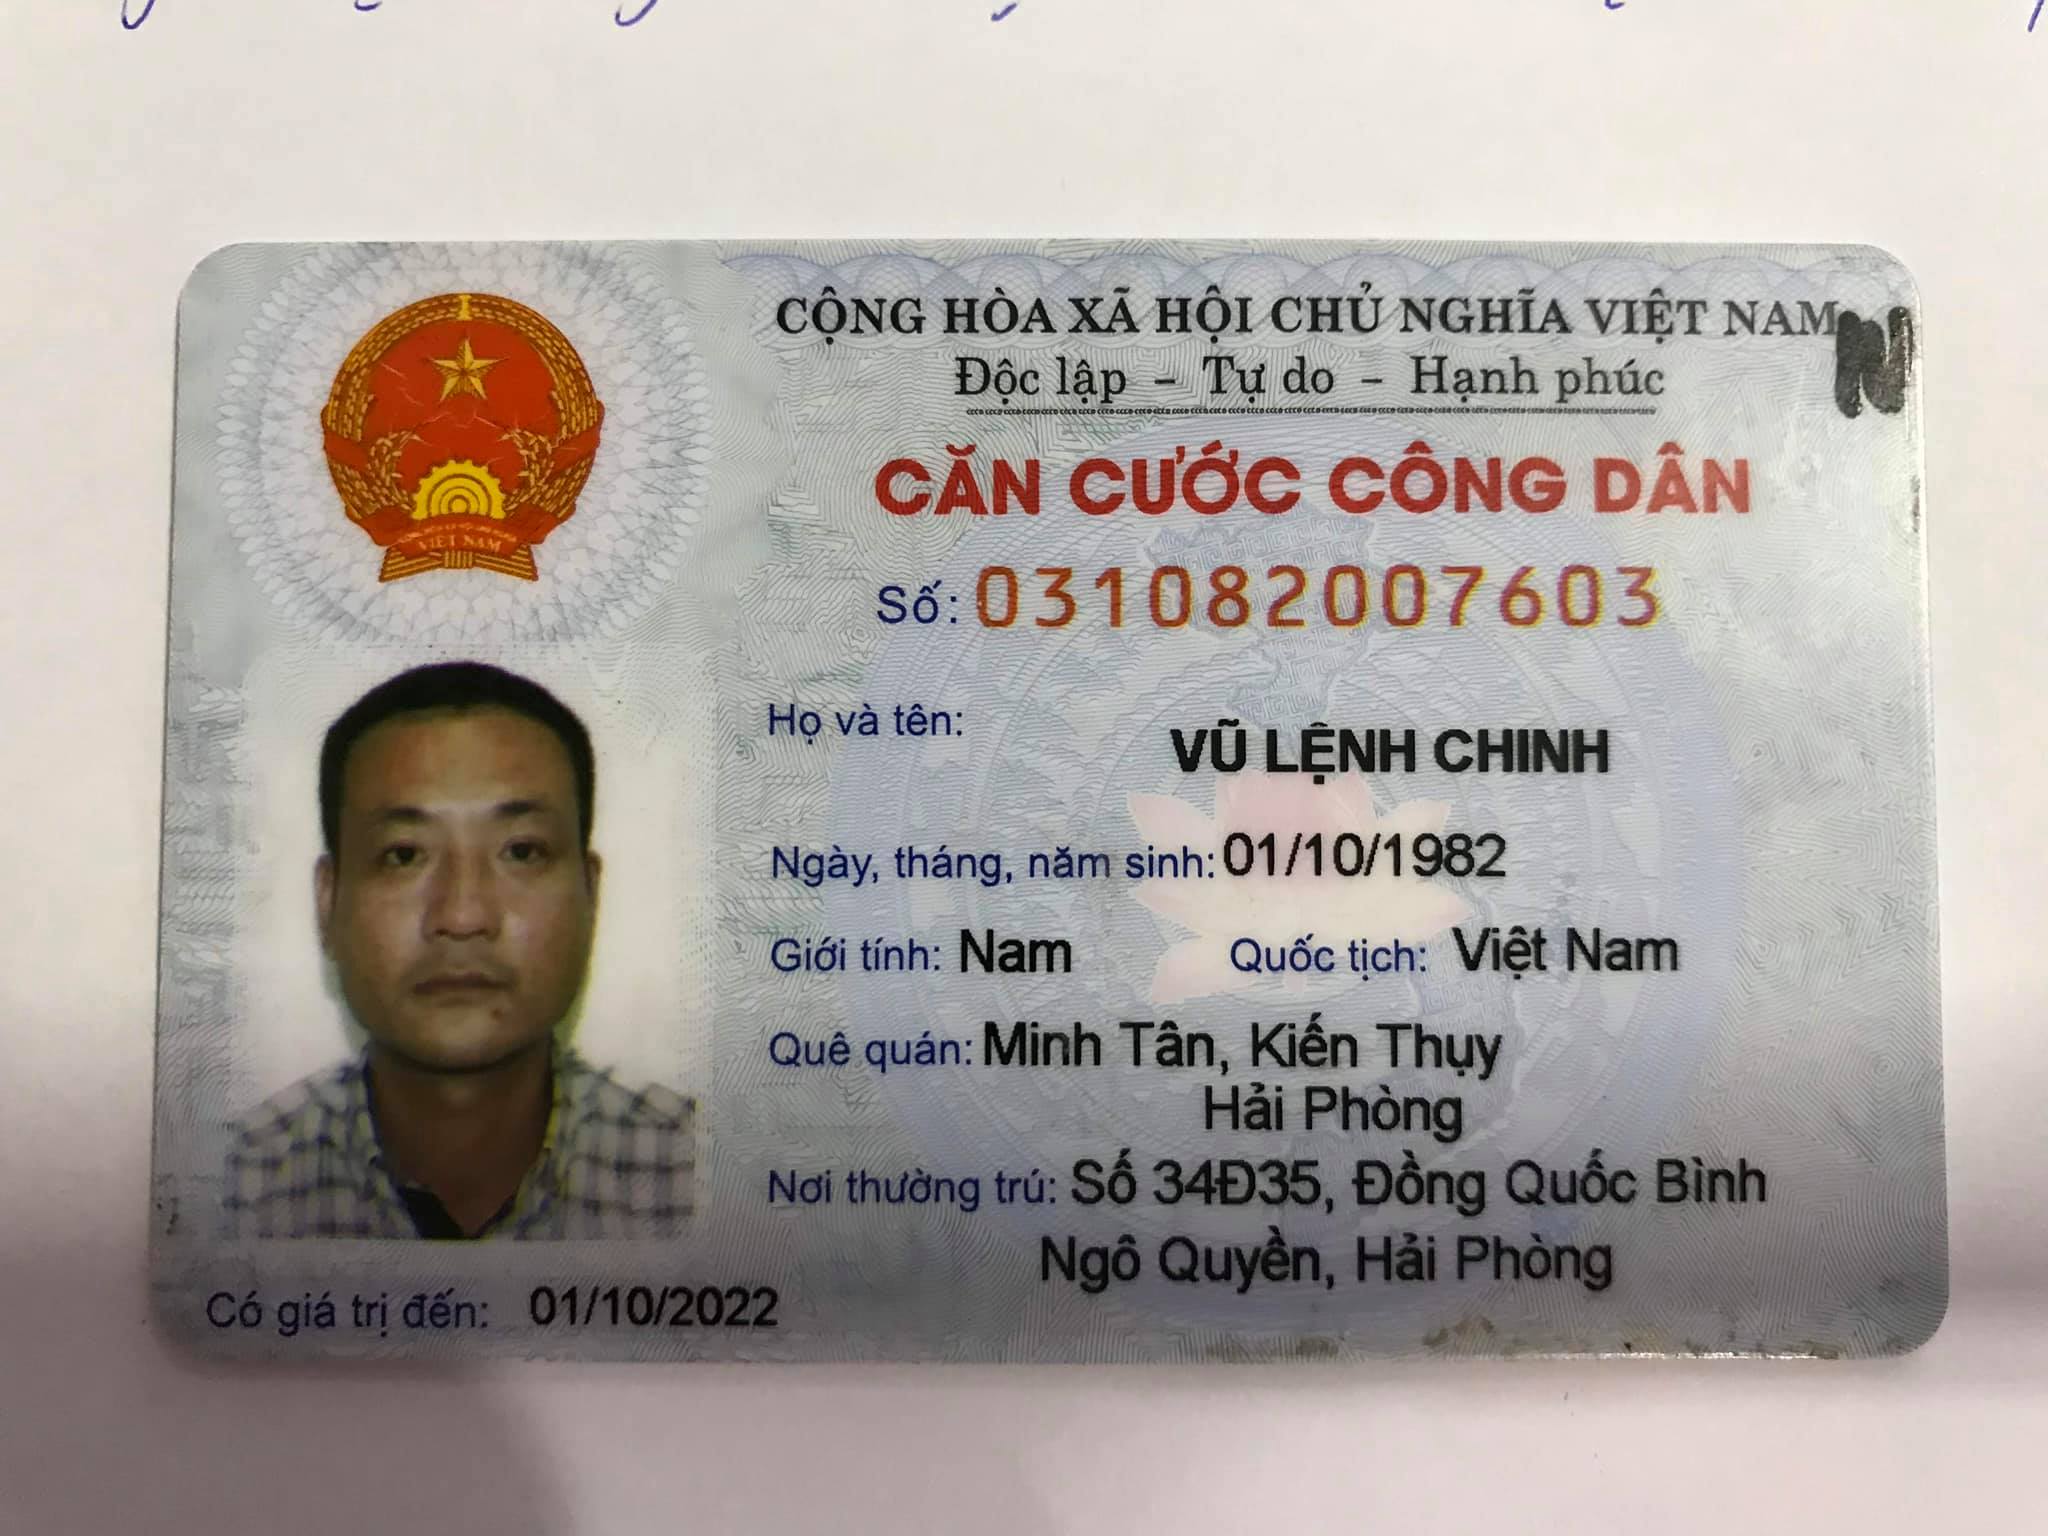 CỘNG HÒA XÃ HỘI CHỦ NGHĨA VIỆT NAM
Độc lập – Tự do – Hạnh phúc
CĂN CƯỚC CÔNG DÂN
Số: 031082007603
Họ và tên: VŨ LỆNH CHINH
Ngày, tháng, năm sinh: 01/10/1982
Giới tính: Nam Quốc tịch: Việt Nam
Quê quán: Minh Tân, Kiến Thụy
Hải Phòng
Nơi thường trú: Số 34Đ35, Đồng Quốc Bình
Ngô Quyền, Hải Phòng
Có giá trị đến: 01/10/2022
VIỆT NAM
N